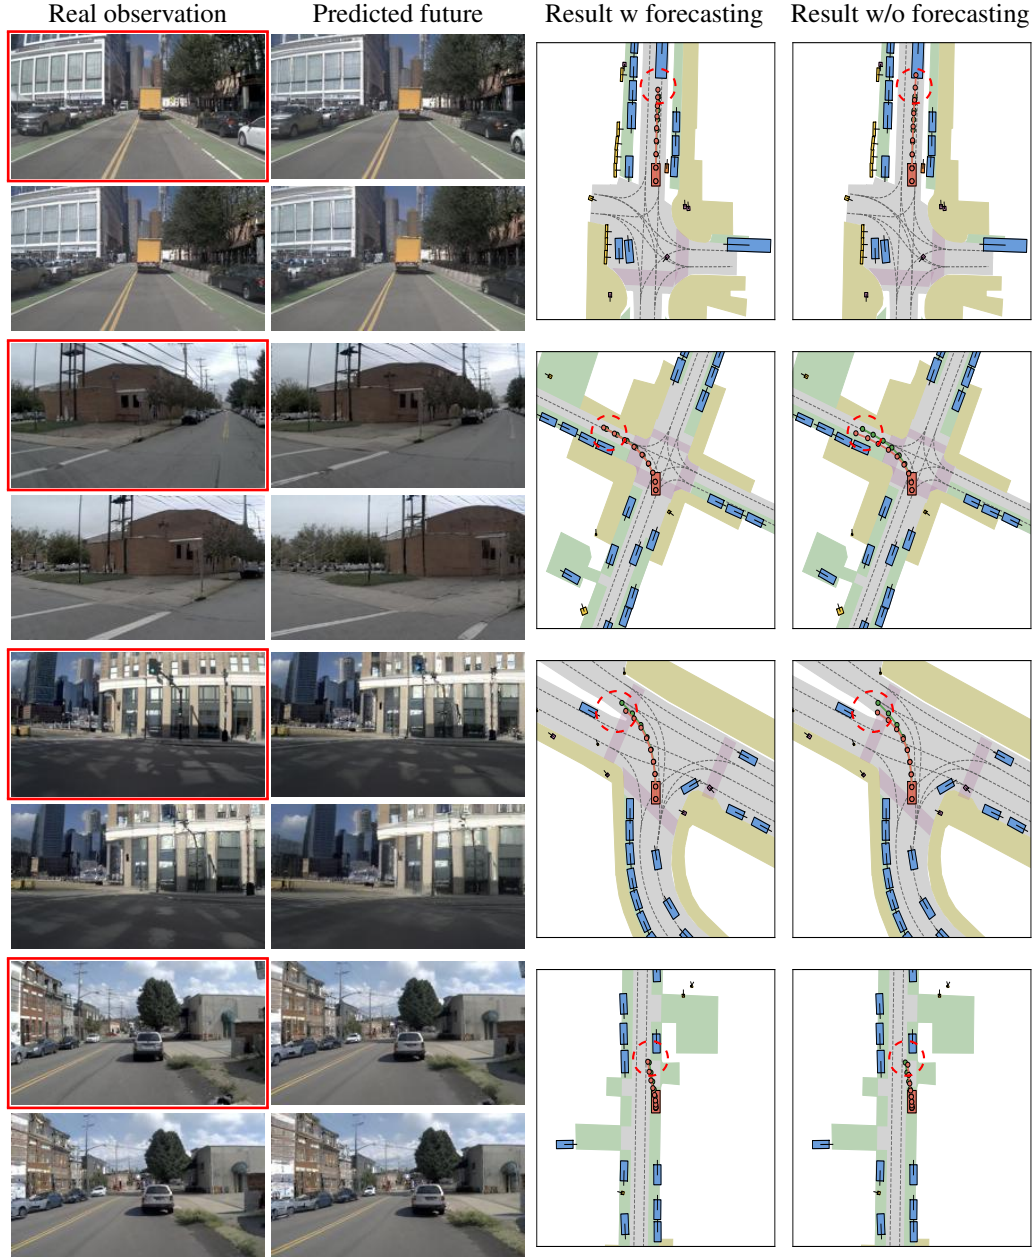 Real observation
Predicted future
Result w forecasting
Result w/o forecasting